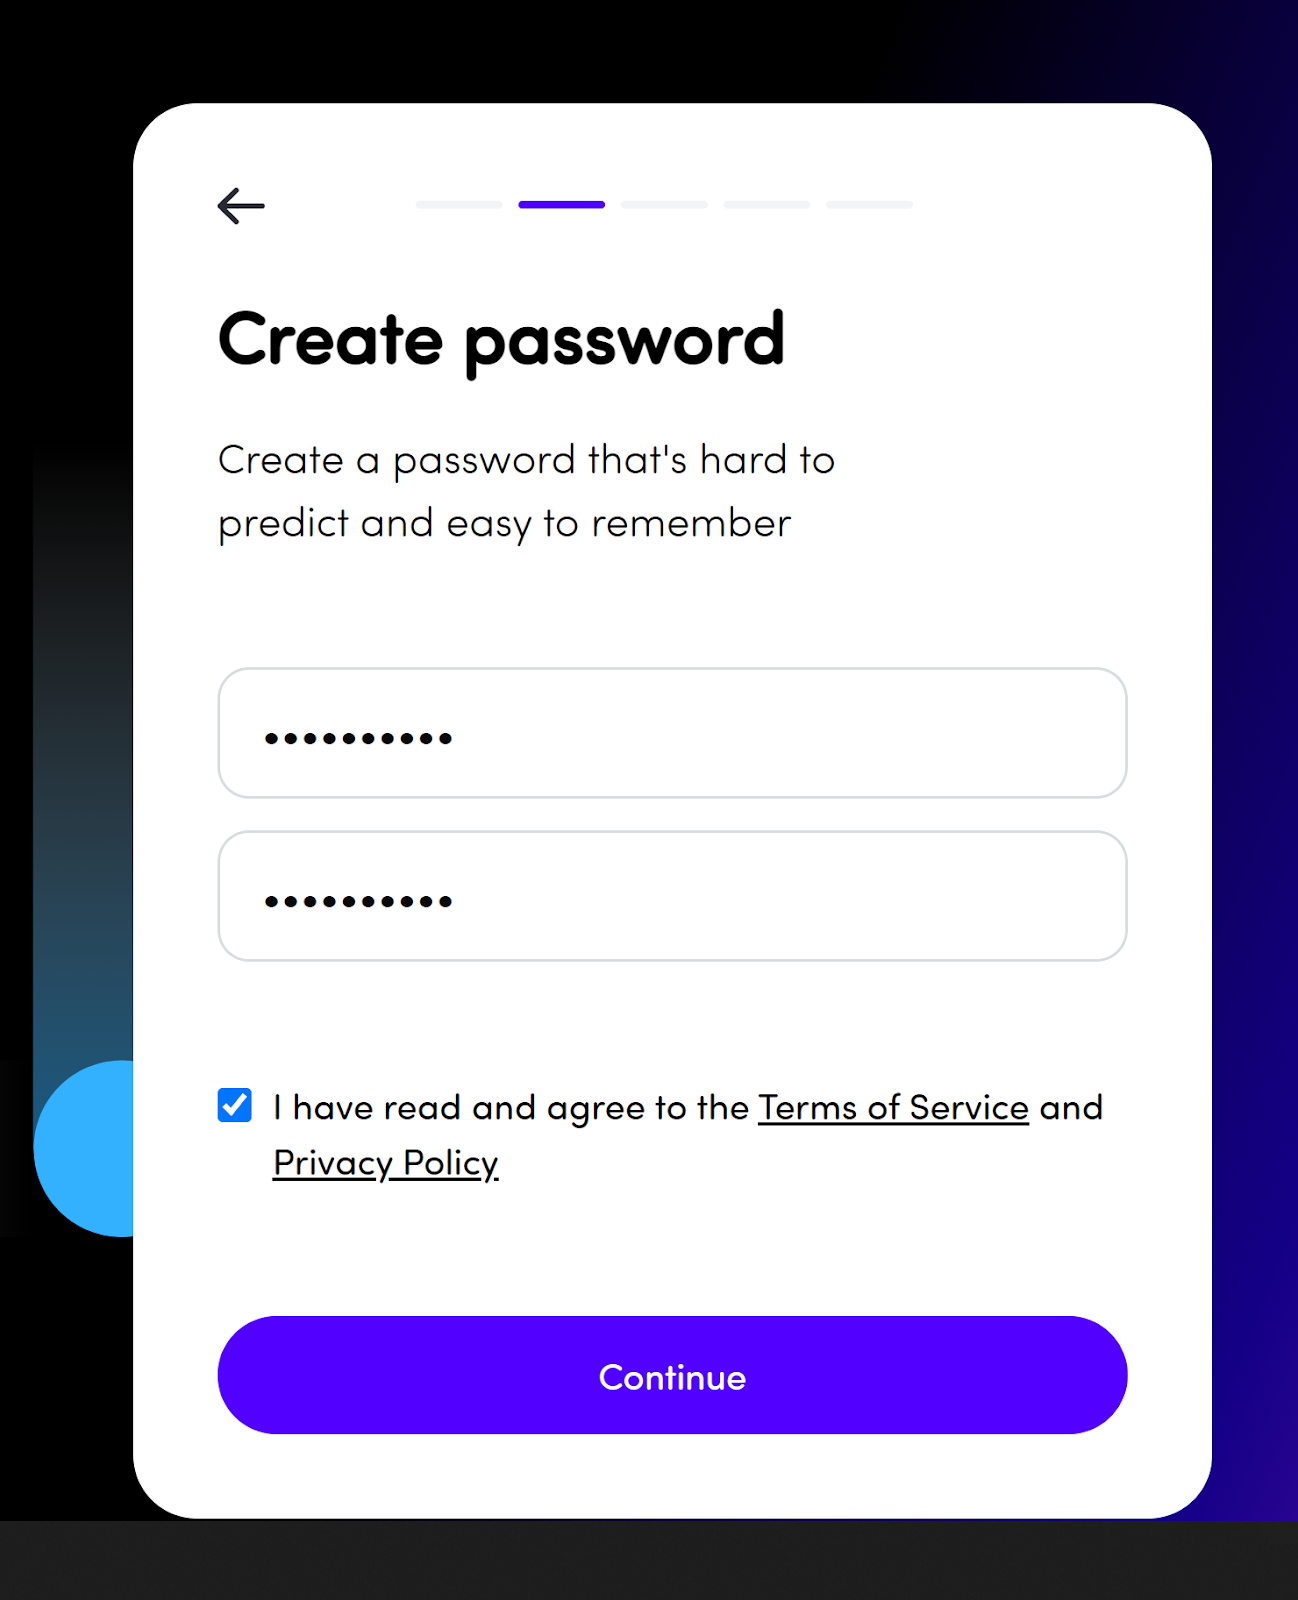 Create password
Create a password that's hard to
predict and easy to remember
••••••••••
••••••••••
I have read and agree to the Terms of Service and
Privacy Policy
Continue